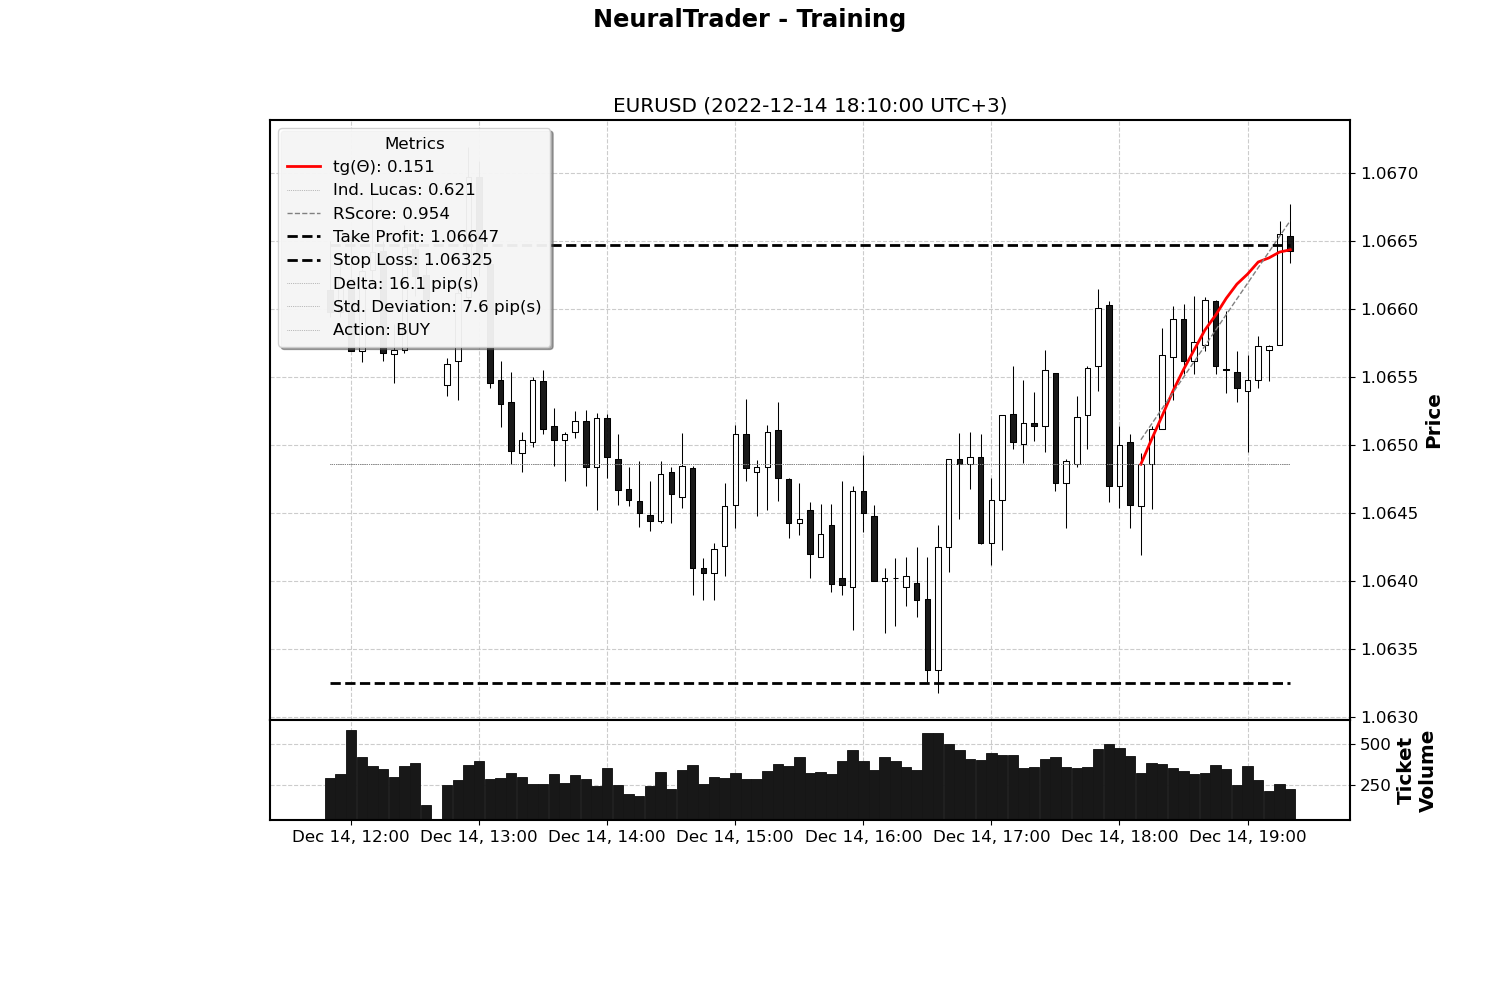 NeuralTrader - Training
EURUSD (2022-12-14 18:10:00 UTC+3)
Metrics
tg(Θ): 0.151
Ind. Lucas: 0.621
RScore: 0.954
Take Profit: 1.06647
Stop Loss: 1.06325
Delta: 16.1 pip(s)
Std. Deviation: 7.6 pip(s)
Action: BUY
1.0670
1.0665
1.0660
1.0655
1.0650
1.0645
1.0640
1.0635
1.0630
Price
500
250
Ticket
Volume
Dec 14, 12:00 Dec 14, 13:00 Dec 14, 14:00 Dec 14, 15:00 Dec 14, 16:00 Dec 14, 17:00 Dec 14, 18:00 Dec 14, 19:00